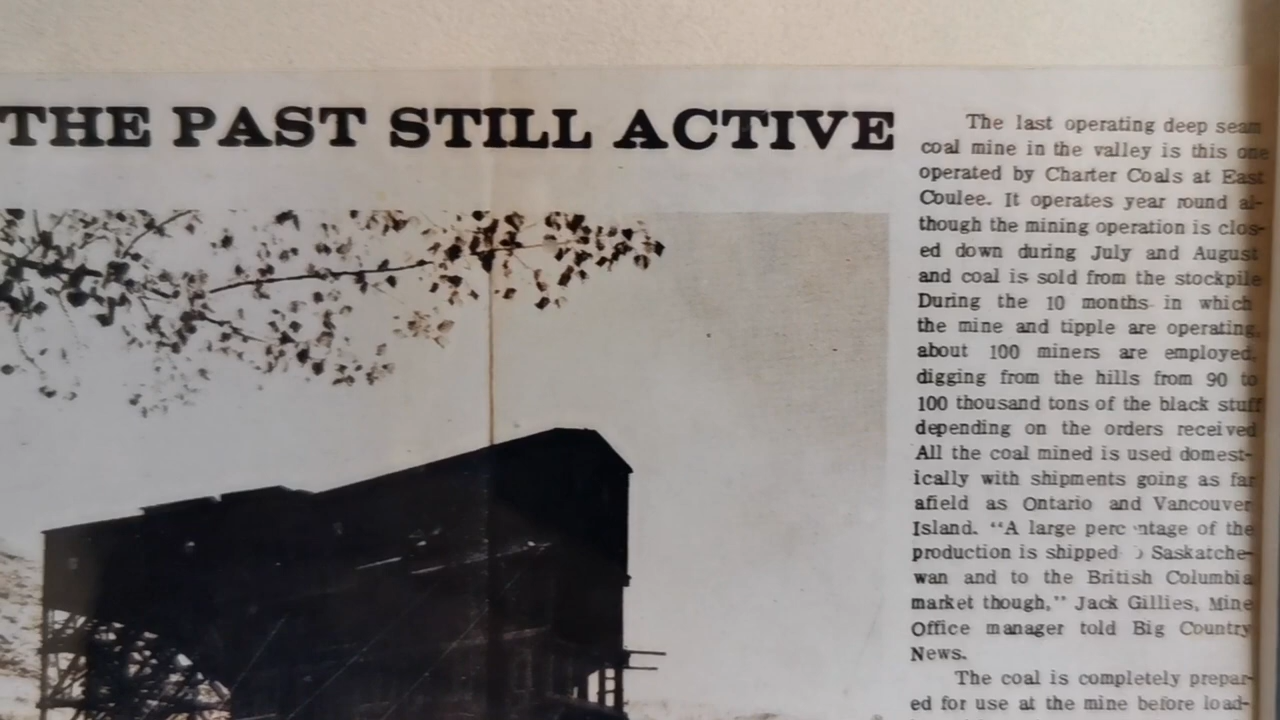 THE PAST STILL ACTIVE
The last operating deep seam
coal mine in the valley is this one
operated by Charter Coals at East
Coulee. It operates year round al-
though the mining operation is clos-
ed down during July and August
and coal is sold from the stockpile
During the 10 months in which
the mine and tipple are operating,
about 100 miners are employed,
digging from the hills from 90 to
100 thousand tons of the black stuff
depending on the orders received
All the coal mined is used domest-
ically with shipments going as far
afield as Ontario and Vancouver
Island. "A large perc ntage of the
production is shipped Saskatche-
wan and to the British Columbia
market though," Jack Gillies, Mine
Office manager told Big Country
News.
The coal is completely prepar-
ed for use at the mine before load-